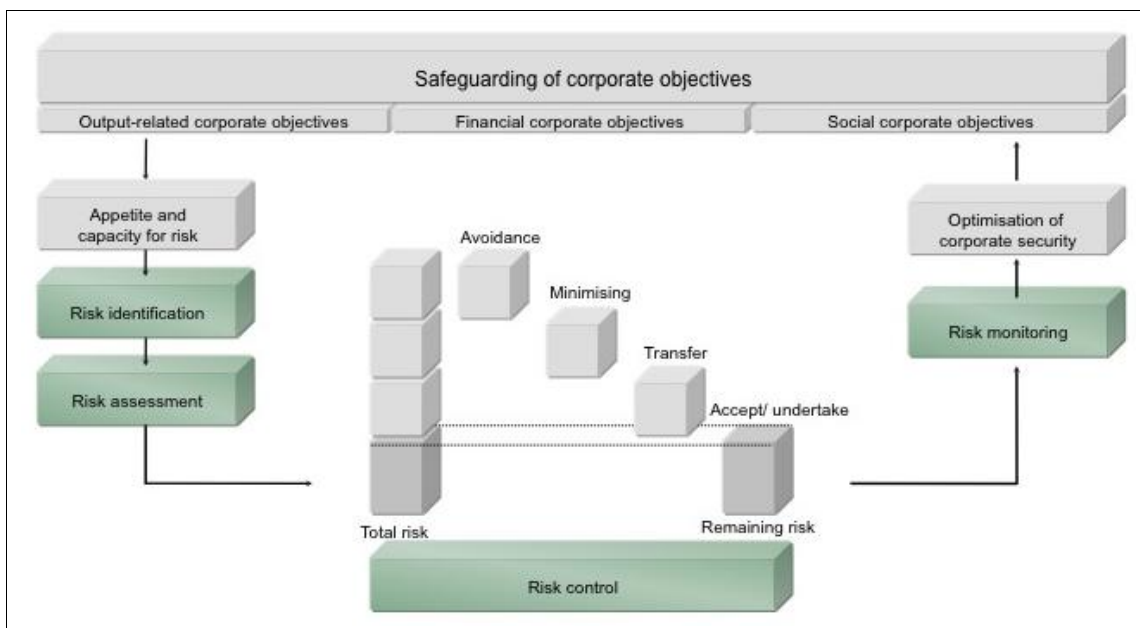 Safeguarding of corporate objectives
Output-related corporate objectives
Financial corporate objectives
Social corporate objectives
Appetite and
capacity for risk
Risk identification
Risk assessment
Avoidance
Minimising
Transfer
Accept/ undertake
Total risk
Remaining risk
Risk control
Optimisation of
corporate security
Risk monitoring